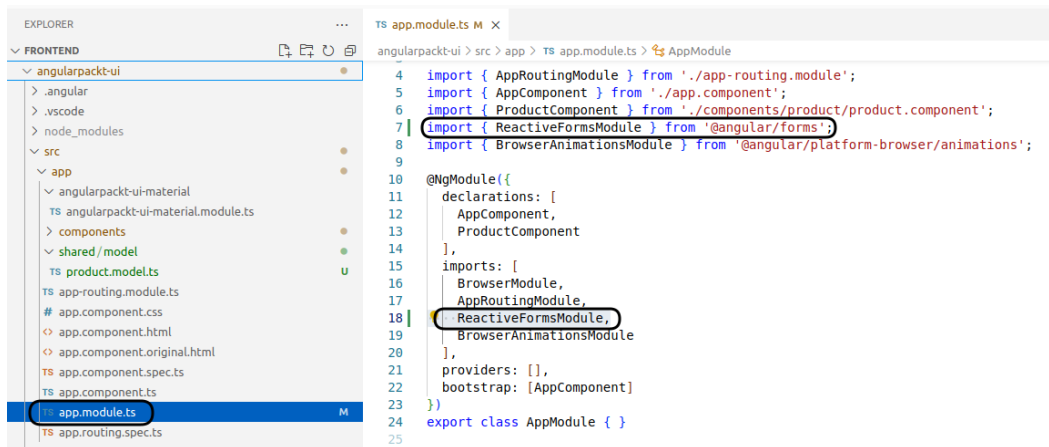 EXPLORER ...
FRONTEND
angularpackt-ui
.angular
.vscode
node_modules
src
app
angularpackt-ui-material
TS angularpackt-ui-material.module.ts
components
shared/model
TS product.model.ts U
TS app-routing.module.ts
# app.component.css
<> app.component.html
<> app.component.original.html
TS app.component.spec.ts
TS app.component.ts
TS app.module.ts M
TS app.routing.spec.ts
TS app.module.ts M ×
angularpackt-ui > src > app > TS app.module.ts > AppModule
4 import { AppRoutingModule } from './app-routing.module';
5 import { AppComponent } from './app.component';
6 import { ProductComponent } from './components/product/product.component';
7 import { ReactiveFormsModule } from '@angular/forms';
8 import { BrowserAnimationsModule } from '@angular/platform-browser/animations';
9
10 @NgModule({
11 declarations: [
12 AppComponent,
13 ProductComponent
14 ],
15 imports: [
16 BrowserModule,
17 AppRoutingModule,
18 ReactiveFormsModule,
19 BrowserAnimationsModule
20 ],
21 providers: [],
22 bootstrap: [AppComponent]
23 })
24 export class AppModule { }
25